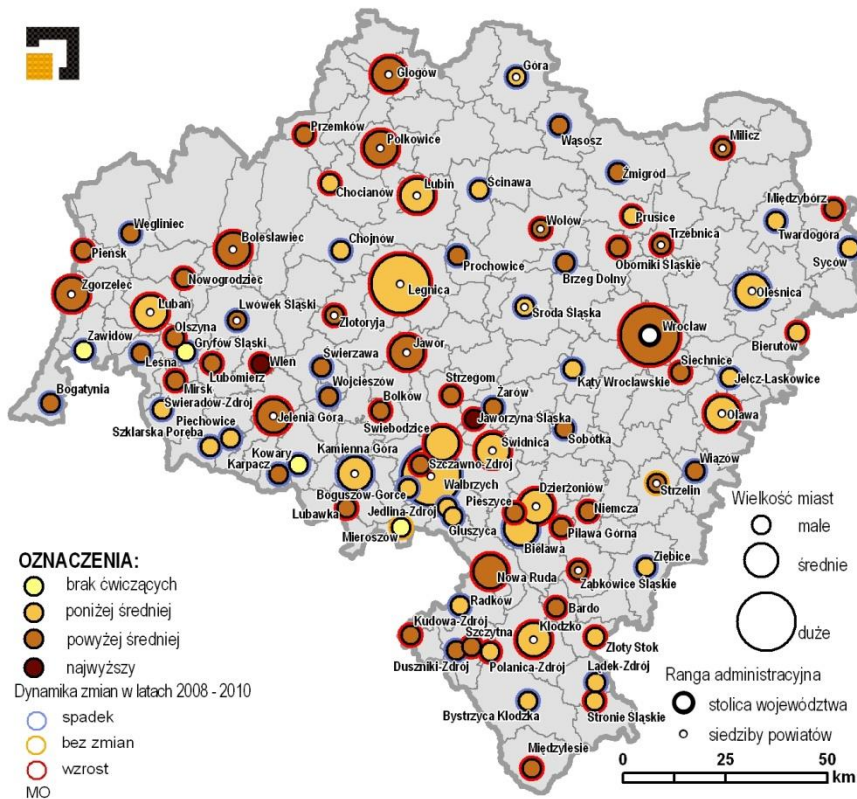 Głogów
Góra
Przemków
Polkowice
Wąsosz
Milicz
Żmigród
Chocianów
Lubin
Ścinawa
Międzybórz
Węgliniec
Wołów
Prusice
Twardogóra
Pieńsk
Bolesławiec
Chojnów
Prochowice
Trzebnica
Oborniki Śląskie
Syców
Nowogrodziec
Brzeg Dolny
Zgorzelec
Legnica
Oleśnica
Lubań
Lwówek Śląski
Złotoryja
Środa Śląska
Wrocław
Olszyna
Zawidów
Gryfów Śląski
Jawor
Bierutów
Leśna
Lubomierz
Wleń
Świerzawa
Siechnice
Mirsk
Strzegom
Kąty Wrocławskie
Jelcz-Laskowice
Bogatynia
Świeradów-Zdrój
Wojcieszów
Bolków
Żarów
Jaworzyna Śląska
Oława
Piechowice
Jelenia Góra
Świebodzice
Sobótka
Szklarska Poręba
Kowary
Kamienna Góra
Świdnica
Karpacz
Szczawno-Zdrój
Wiązów
Wałbrzych
Dzierżoniów
Strzelin
Boguszów-Gorce
Pieszyce
Wielkość miast
Lubawka
Jedlina-Zdrój
Niemcza
małe
Mieroszów
Głuszyca
Piława Górna
Bielawa
Ziębice
średnie
OZNACZENIA:
brak ćwiczących
poniżej średniej
powyżej średniej
najwyższy
Dynamika zmian w latach 2008 - 2010
spadek
bez zmian
wzrost
MO
Nowa Ruda
Ząbkowice Śląskie
Radków
Bardo
duże
Kudowa-Zdrój
Szczytna
Kłodzko
Złoty Stok
Duszniki-Zdrój
Polanica-Zdrój
Lądek-Zdrój
Ranga administracyjna
stolica województwa
Bystrzyca Kłodzka
Stronie Śląskie
siedziby powiatów
Międzylesie
0 25 50
km